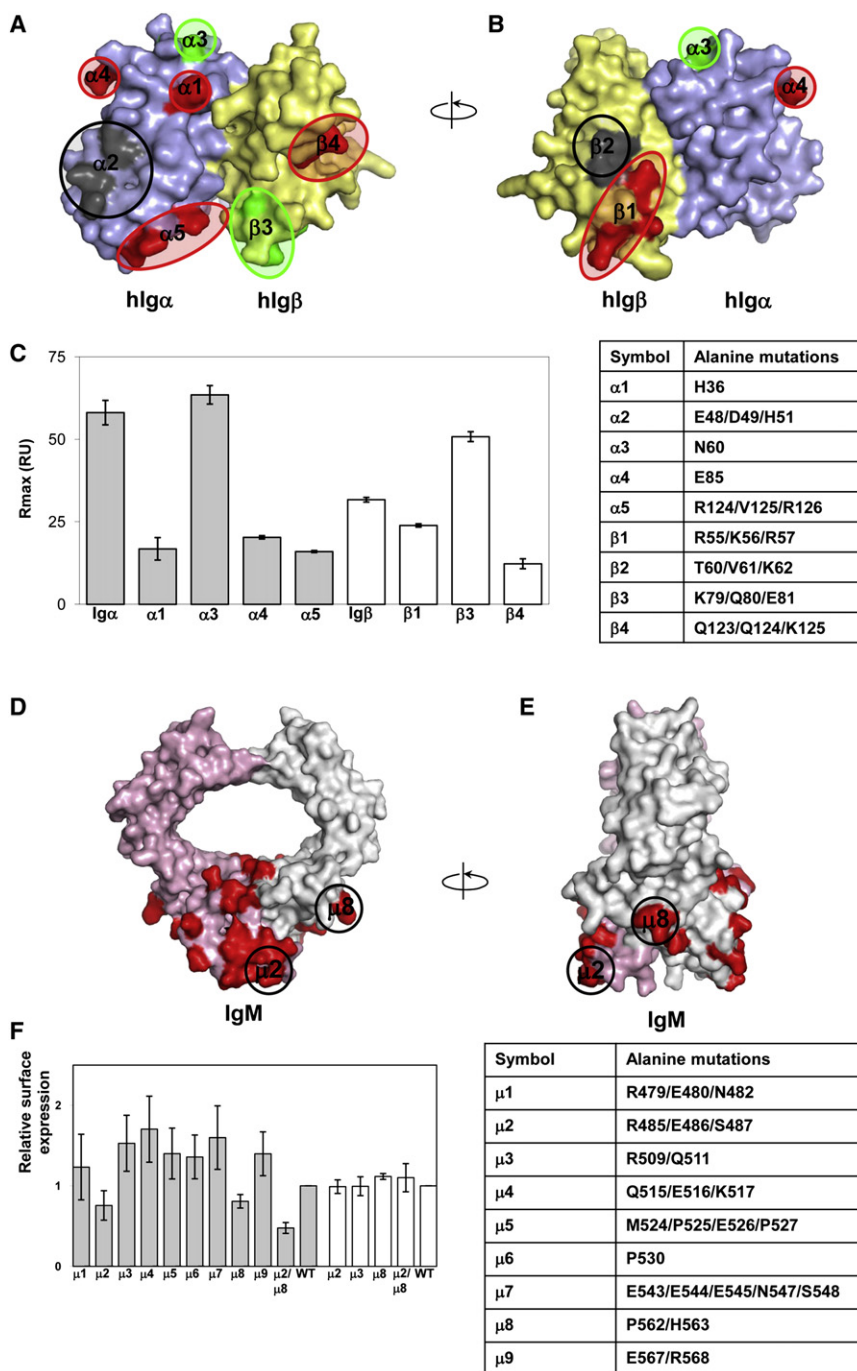 A
B
α3
α4
α1
α2
β4
α5
β3
hIgα hIgβ
α3
α4
β2
β1
hIgβ hIgα
C
Rmax (RU)
75
50
25
0
Igα α1 α3 α4 α5 Igβ β1 β3 β4
Symbol Alanine mutations
α1 H36
α2 E48/D49/H51
α3 N60
α4 E85
α5 R124/V125/R126
β1 R55/K56/R57
β2 T60/V61/K62
β3 K79/Q80/E81
β4 Q123/Q124/K125
D
E
μ8
μ2
IgM
μ8
μ2
IgM
F
Relative surface
expression
2
1
0
μ1 μ2 μ3 μ4 μ5 μ6 μ7 μ8 μ9 μ2/ WT μ2 μ3 μ8 μ2/ WT
μ8 μ8
Symbol Alanine mutations
μ1 R479/E480/N482
μ2 R485/E486/S487
μ3 R509/Q511
μ4 Q515/E516/K517
μ5 M524/P525/E526/P527
μ6 P530
μ7 E543/E544/E545/N547/S548
μ8 P562/H563
μ9 E567/R568